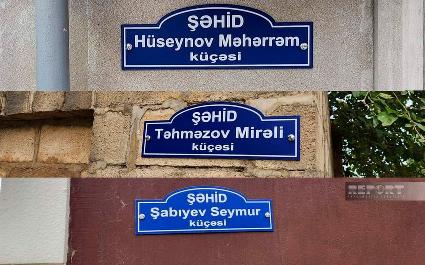 ŞƏHİD
Hüseynov Məhərrəm
küçəsi
ŞƏHİD
Təhməzov Mirəli
küçəsi
ŞƏHİD
Şabıyev Seymur
küçəsi
REPORT